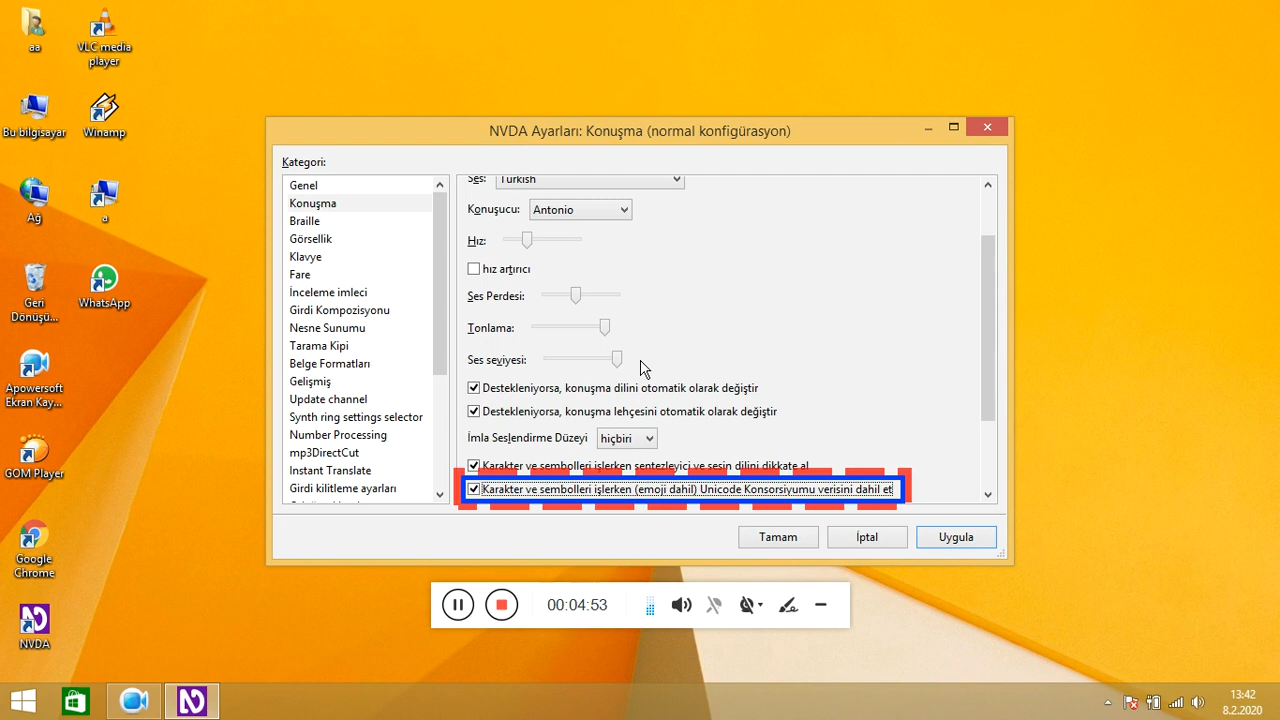 aa
VLC media
player
Bu bilgisayar
Winamp
Ağ
a
Geri
Dönüşü...
WhatsApp
Apowersoft
Ekran Kay...
GOM Player
Google
Chrome
NVDA
NVDA Ayarları: Konuşma (normal konfigürasyon)
Kategori:
Genel
Konuşma
Braille
Görsellik
Klavye
Fare
İnceleme imleci
Girdi Kompozisyonu
Nesne Sunumu
Tarama Kipi
Belge Formatları
Gelişmiş
Update channel
Synth ring settings selector
Number Processing
mp3DirectCut
Instant Translate
Girdi kilitleme ayarları
Ses: Turkish
Konuşucu: Antonio
Hız:
hız artırıcı
Ses Perdesi:
Tonlama:
Ses seviyesi:
Destekleniyorsa, konuşma dilini otomatik olarak değiştir
Destekleniyorsa, konuşma lehçesini otomatik olarak değiştir
İmla Seslendirme Düzeyi hiçbiri
Karakter ve sembolleri işlerken sentezleyici ve sesin dilini dikkate al
Karakter ve sembolleri işlerken (emoji dahil) Unicode Konsorsiyumu verisini dahil et
Tamam İptal Uygula
00:04:53
13:42
8.2.2020